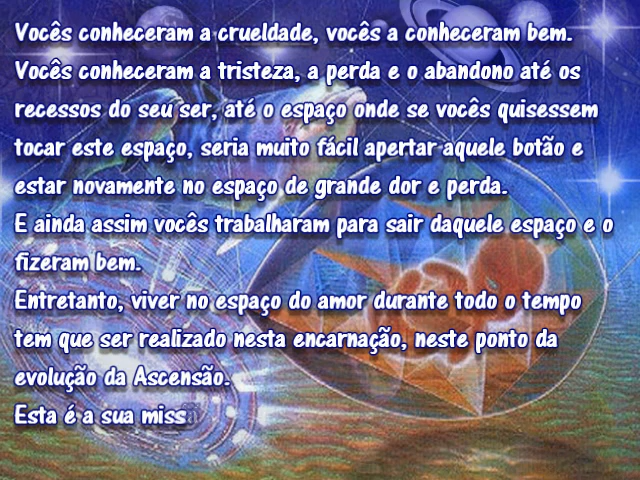 Vocês conheceram a crueldade, vocês a conheceram bem.
Vocês conheceram a tristeza, a perda e o abandono até os
recessos do seu ser, até o espaço onde se vocês quisessem
tocar este espaço, seria muito fácil apertar aquele botão e
estar novamente no espaço de grande dor e perda.
E ainda assim vocês trabalharam para sair daquele espaço e o
fizeram bem.
Entretanto, viver no espaço do amor durante todo o tempo
tem que ser realizado nesta encarnação, neste ponto da
evolução da Ascensão.
Esta é a sua miss